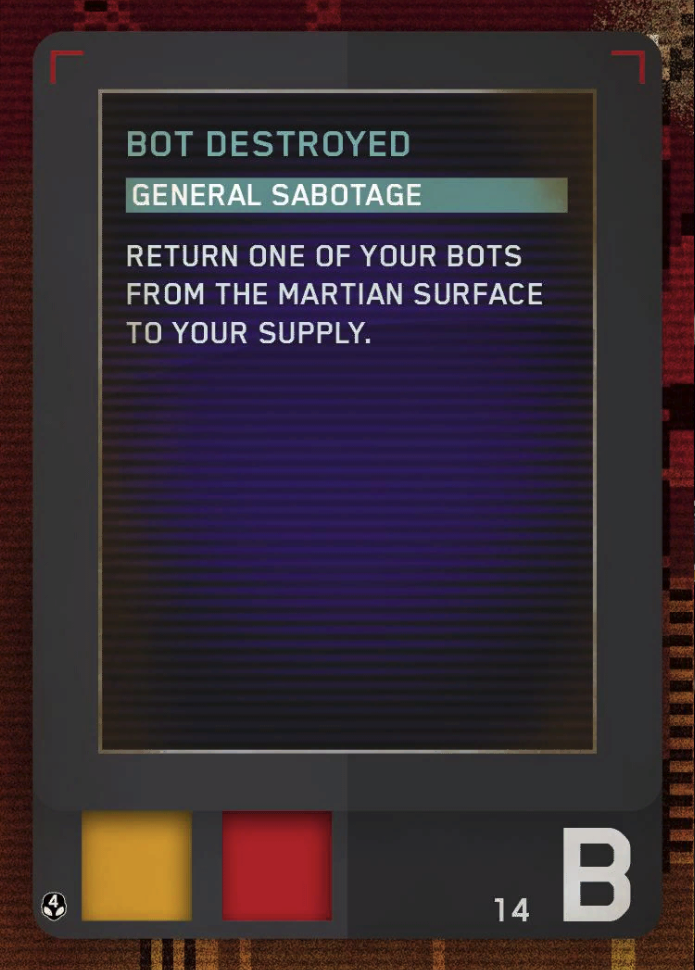 BOT DESTROYED
GENERAL SABOTAGE
RETURN ONE OF YOUR BOTS
FROM THE MARTIAN SURFACE
TO YOUR SUPPLY.
4
14
B